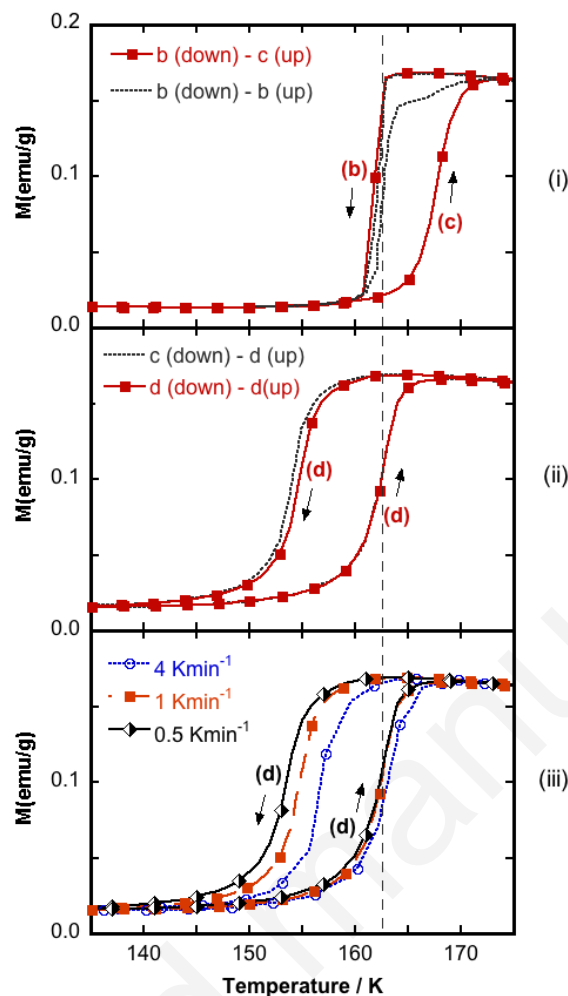 0.2
b (down) - c (up)
b (down) - b (up)
(b)
(c)
0.1
0.0
M(emu/g)
(i)
c (down) - d (up)
d (down) - d(up)
(d)
(d)
0.1
0.0
M(emu/g)
(ii)
4 Kmin-1
1 Kmin-1
0.5 Kmin-1
(d)
(d)
0.1
0.0
M(emu/g)
(iii)
140 150 160 170
Temperature / K